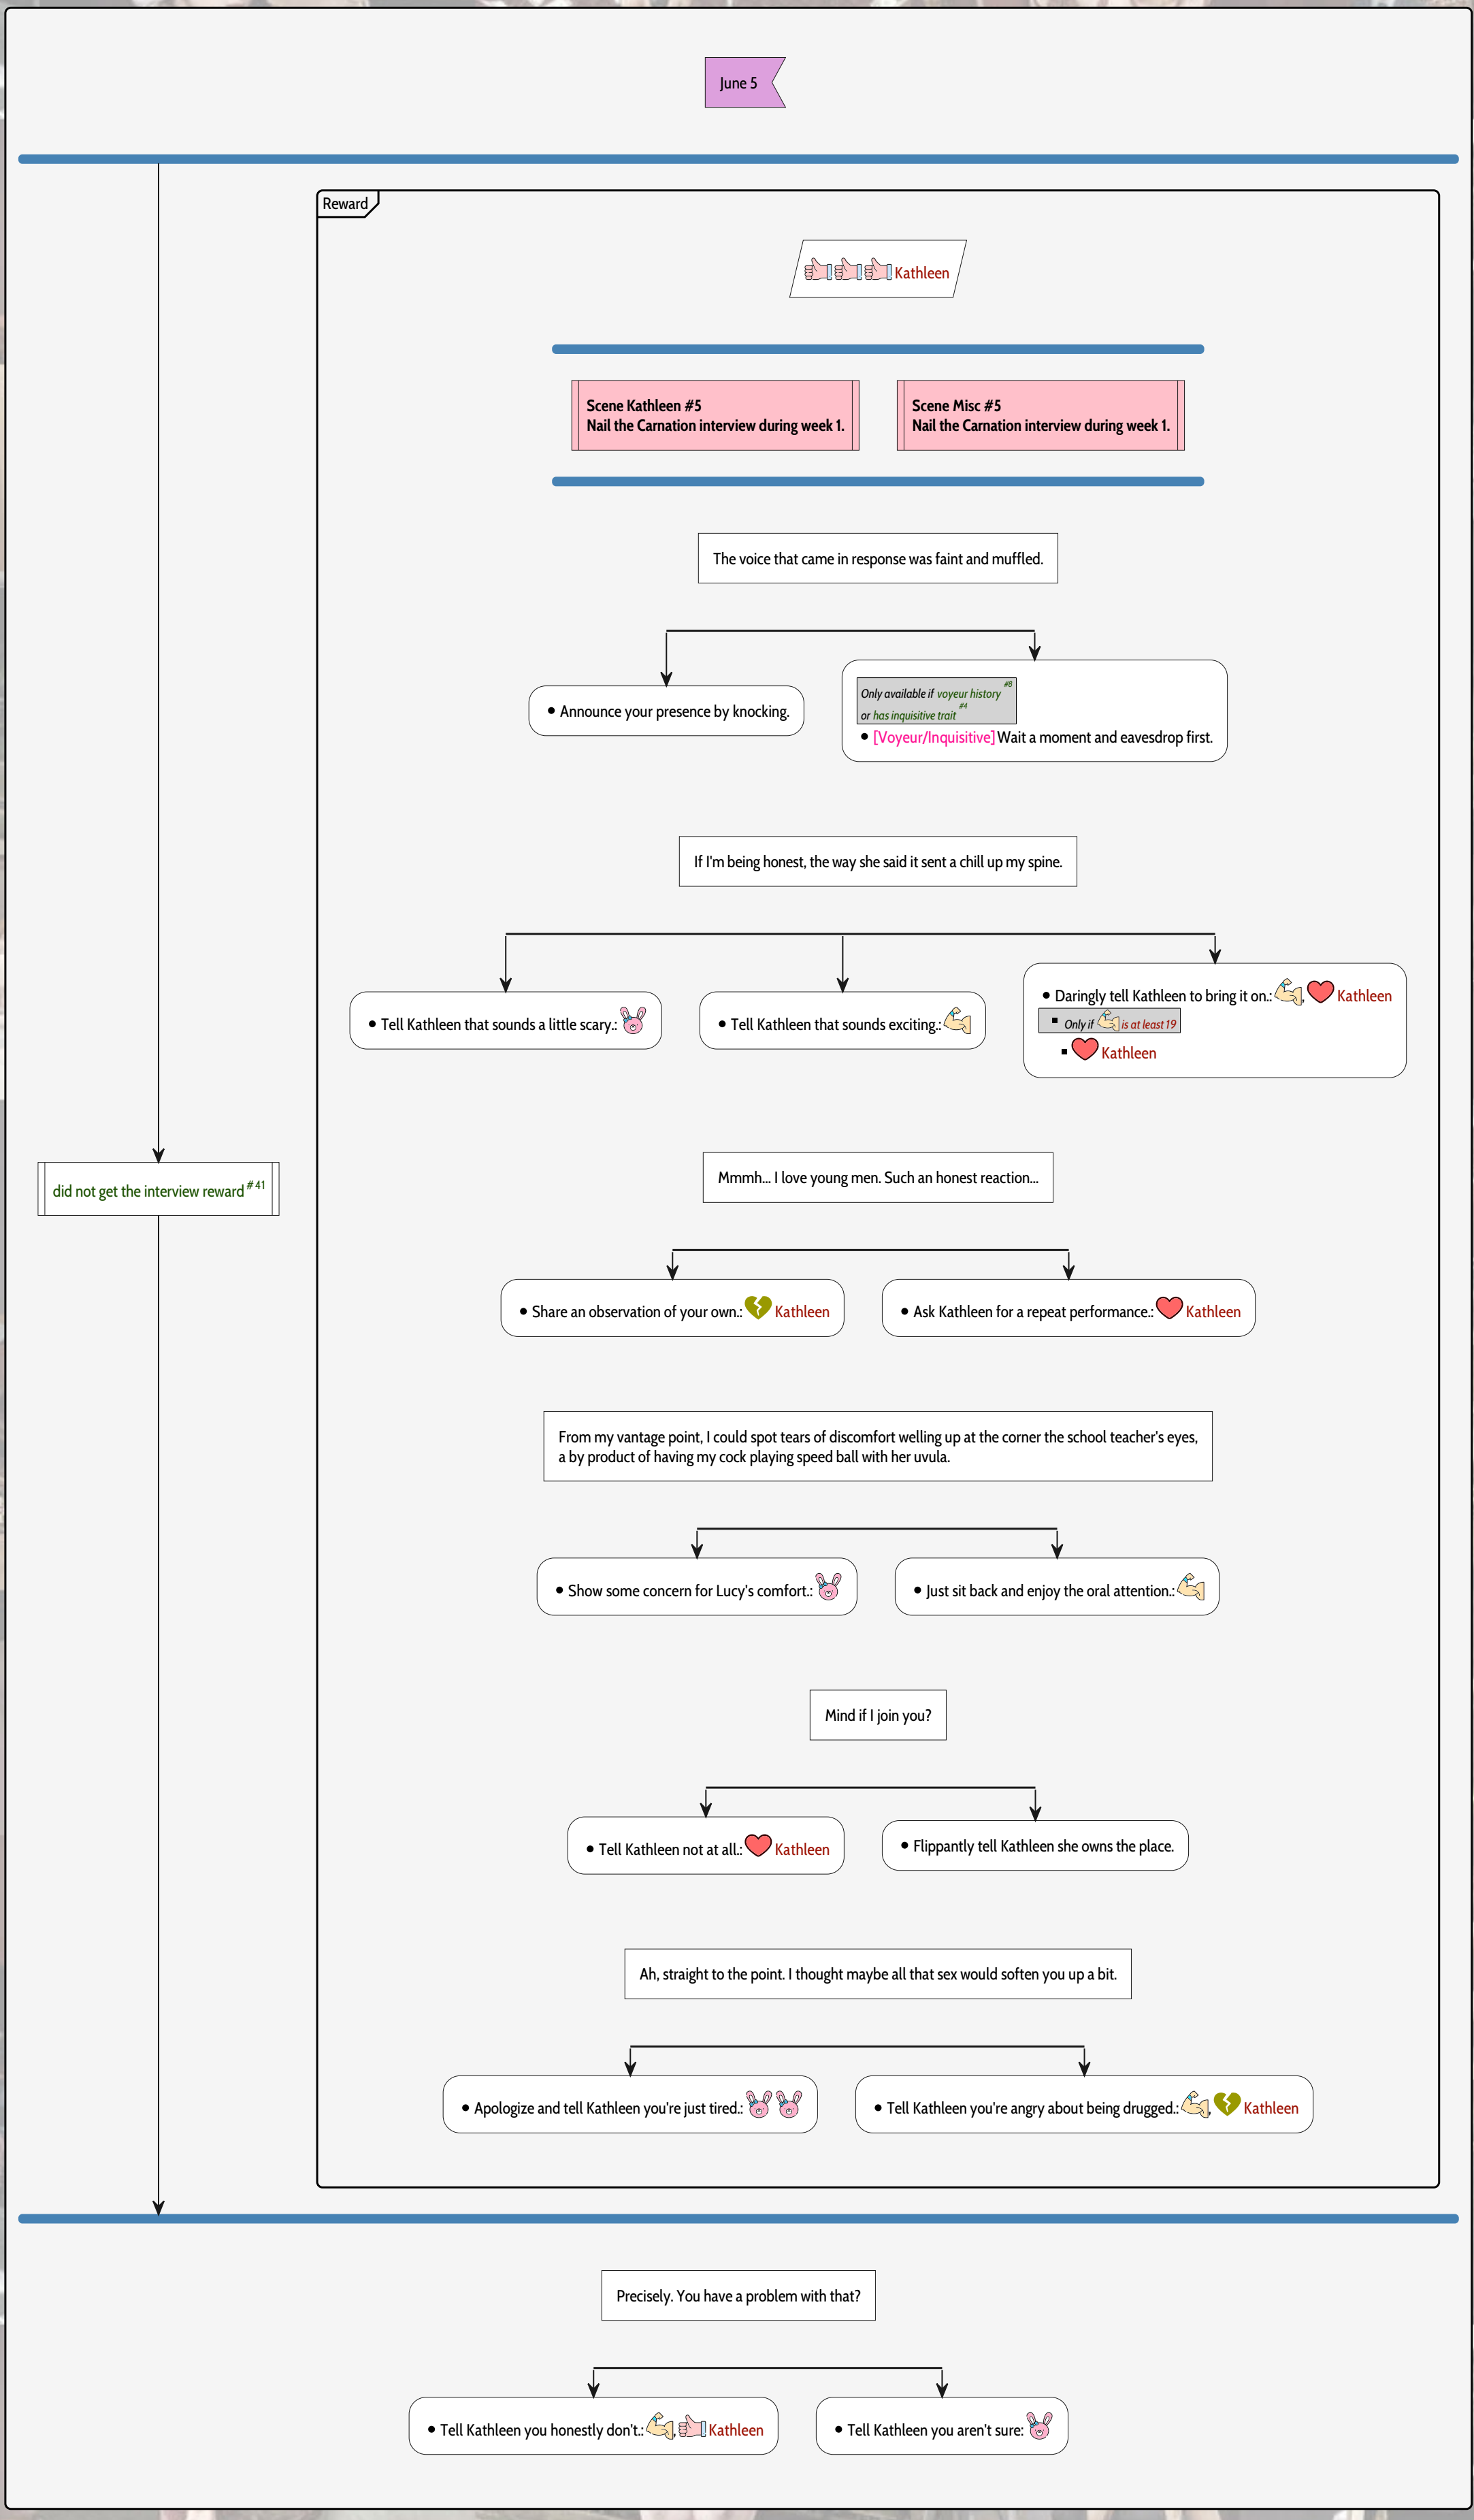 June 5
Reward
Kathleen
Scene Kathleen #5
Nail the Carnation interview during week 1.
Scene Misc #5
Nail the Carnation interview during week 1.
The voice that came in response was faint and muffled.
• Announce your presence by knocking.
Only available if voyeur history #8
or has inquisitive trait #4
• [Voyeur/Inquisitive] Wait a moment and eavesdrop first.
If I'm being honest, the way she said it sent a chill up my spine.
• Tell Kathleen that sounds a little scary.:
• Tell Kathleen that sounds exciting.:
• Daringly tell Kathleen to bring it on.: , Kathleen
▪ Only if is at least 19
▪ Kathleen
did not get the interview reward #41
Mmmh... I love young men. Such an honest reaction...
• Share an observation of your own.: Kathleen
• Ask Kathleen for a repeat performance.: Kathleen
From my vantage point, I could spot tears of discomfort welling up at the corner the school teacher's eyes,
a by product of having my cock playing speed ball with her uvula.
• Show some concern for Lucy's comfort.:
• Just sit back and enjoy the oral attention.:
Mind if I join you?
• Tell Kathleen not at all.: Kathleen
• Flippantly tell Kathleen she owns the place.
Ah, straight to the point. I thought maybe all that sex would soften you up a bit.
• Apologize and tell Kathleen you're just tired.:
• Tell Kathleen you're angry about being drugged.: , Kathleen
Precisely. You have a problem with that?
• Tell Kathleen you honestly don't.: , Kathleen
• Tell Kathleen you aren't sure: